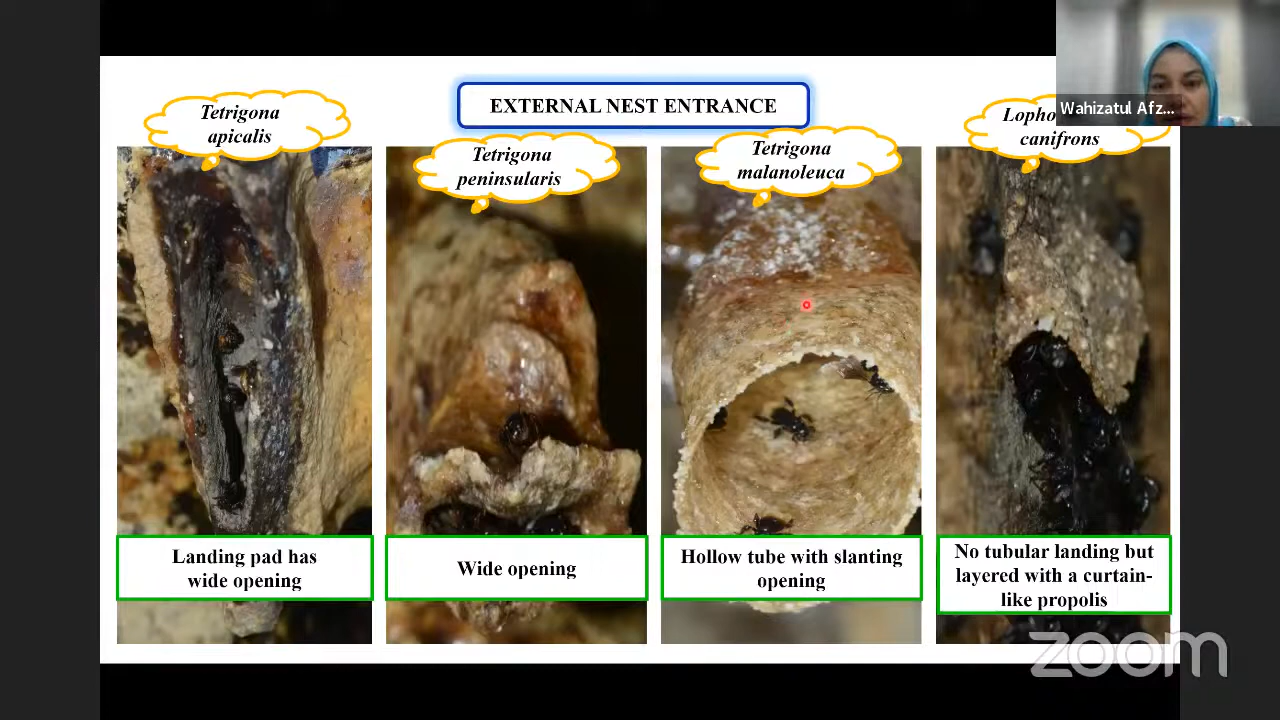 Wahizatul Afz...
EXTERNAL NEST ENTRANCE
Tetrigona
apicalis
Tetrigona
peninsularis
Tetrigona
malanoleuca
Lopho
canifrons
Landing pad has
wide opening
Wide opening
Hollow tube with slanting
opening
No tubular landing but
layered with a curtain-
like propolis
zoom